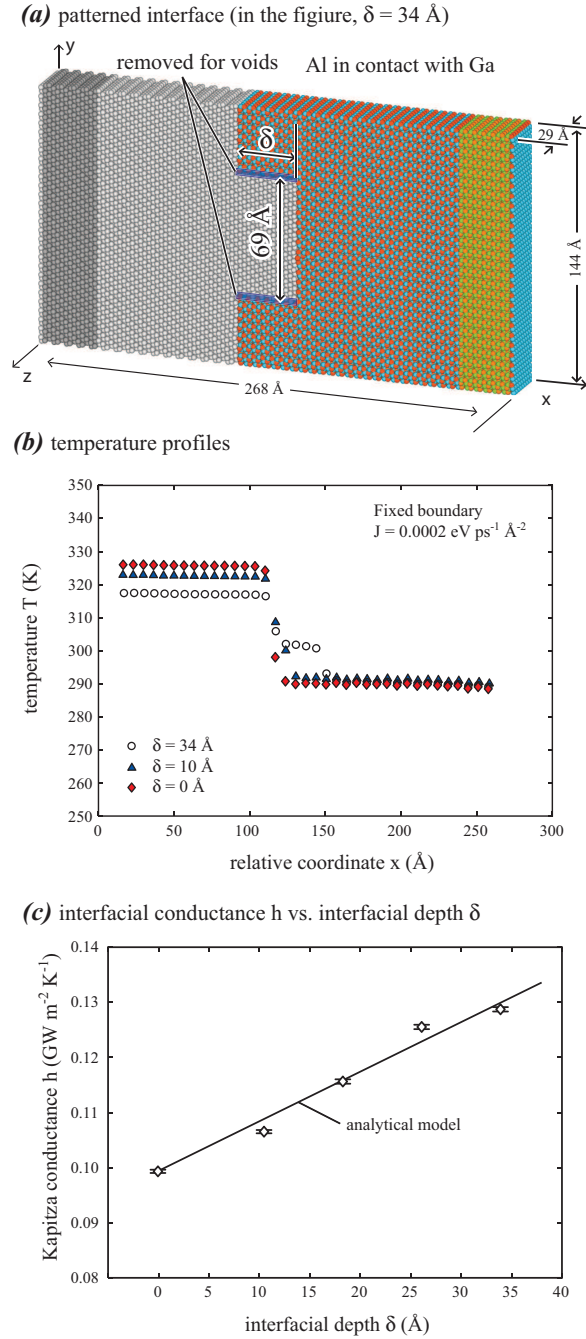 (a) patterned interface (in the figiure, δ = 34 Å)
y
removed for voids
Al in contact with Ga
δ
29 Å
69 Å
144 Å
z
268 Å
x
(b) temperature profiles
350
340
330
320
310
300
290
280
270
260
250
temperature T (K)
Fixed boundary
J = 0.0002 eV ps⁻¹ Å⁻²
δ = 34 Å
δ = 10 Å
δ = 0 Å
0 50 100 150 200 250 300
relative coordinate x (Å)
(c) interfacial conductance h vs. interfacial depth δ
0.14
0.13
0.12
0.11
0.10
0.09
0.08
Kapitza conductance h (GW m⁻² K⁻¹)
analytical model
0 5 10 15 20 25 30 35 40
interfacial depth δ (Å)